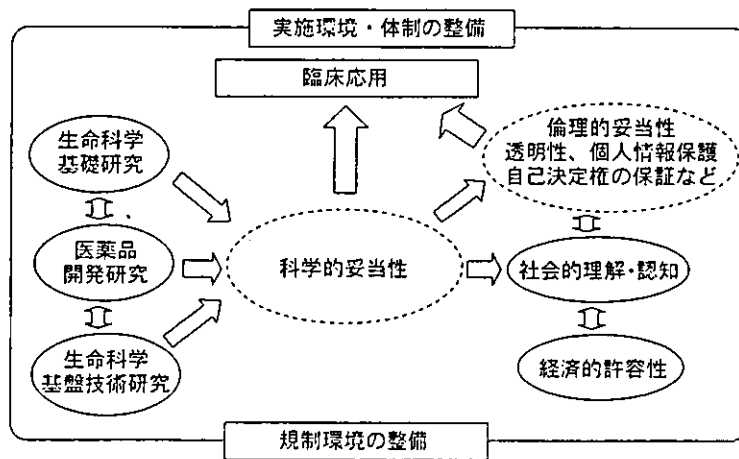 実施環境・体制の整備
臨床応用
生命科学
基礎研究
倫理的妥当性
透明性、個人情報保護
自己決定権の保証など
医薬品
開発研究
科学的妥当性
社会的理解・認知
生命科学
基盤技術研究
経済的許容性
規制環境の整備